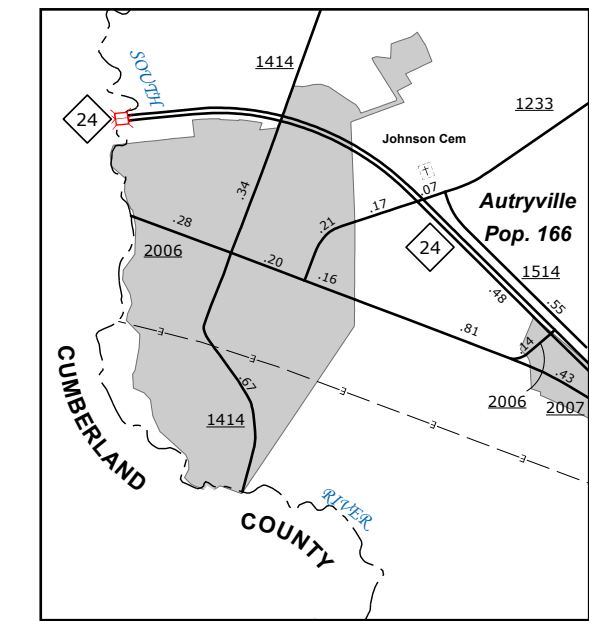 SOUTH
1414
24
1233
Johnson Cem
.07
.17
.21
.34
Autryville
Pop. 166
.28
2006
.20
.16
24
1514
.48
.55
.81
.14
.43
E
E
E
E
E
.67
1414
2006
2007
CUMBERLAND
COUNTY
RIVER